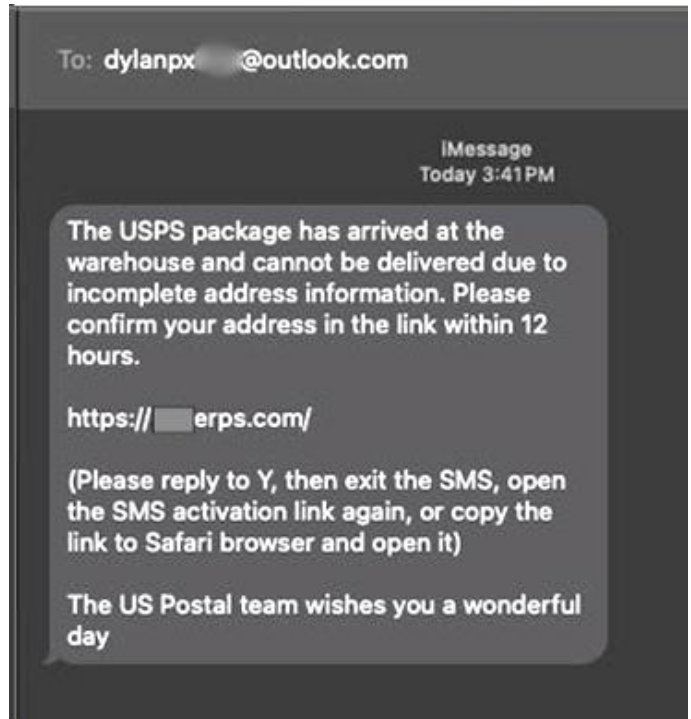 To: dylanpx @outlook.com
iMessage
Today 3:41 PM
The USPS package has arrived at the
warehouse and cannot be delivered due to
incomplete address information. Please
confirm your address in the link within 12
hours.
https:// erps.com/
(Please reply to Y, then exit the SMS, open
the SMS activation link again, or copy the
link to Safari browser and open it)
The US Postal team wishes you a wonderful
day